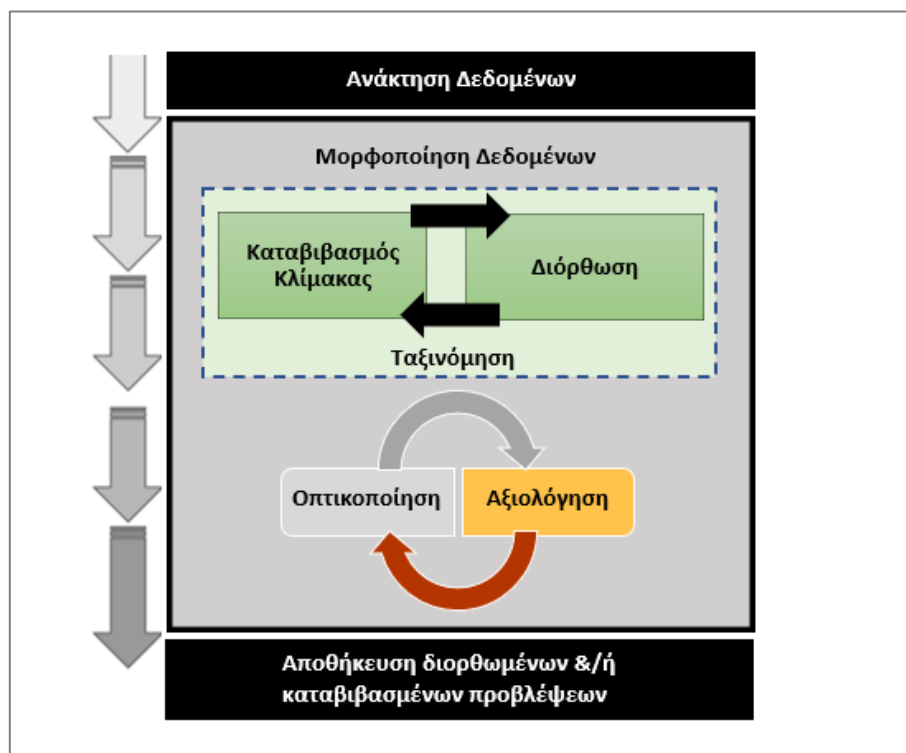 Ανάκτηση Δεδομένων
Μορφοποίηση Δεδομένων
Καταβιβασμός
Κλίμακας
Διόρθωση
Ταξινόμηση
Οπτικοποίηση
Αξιολόγηση
Αποθήκευση διορθωμένων &/ή
καταβιβασμένων προβλέψεων